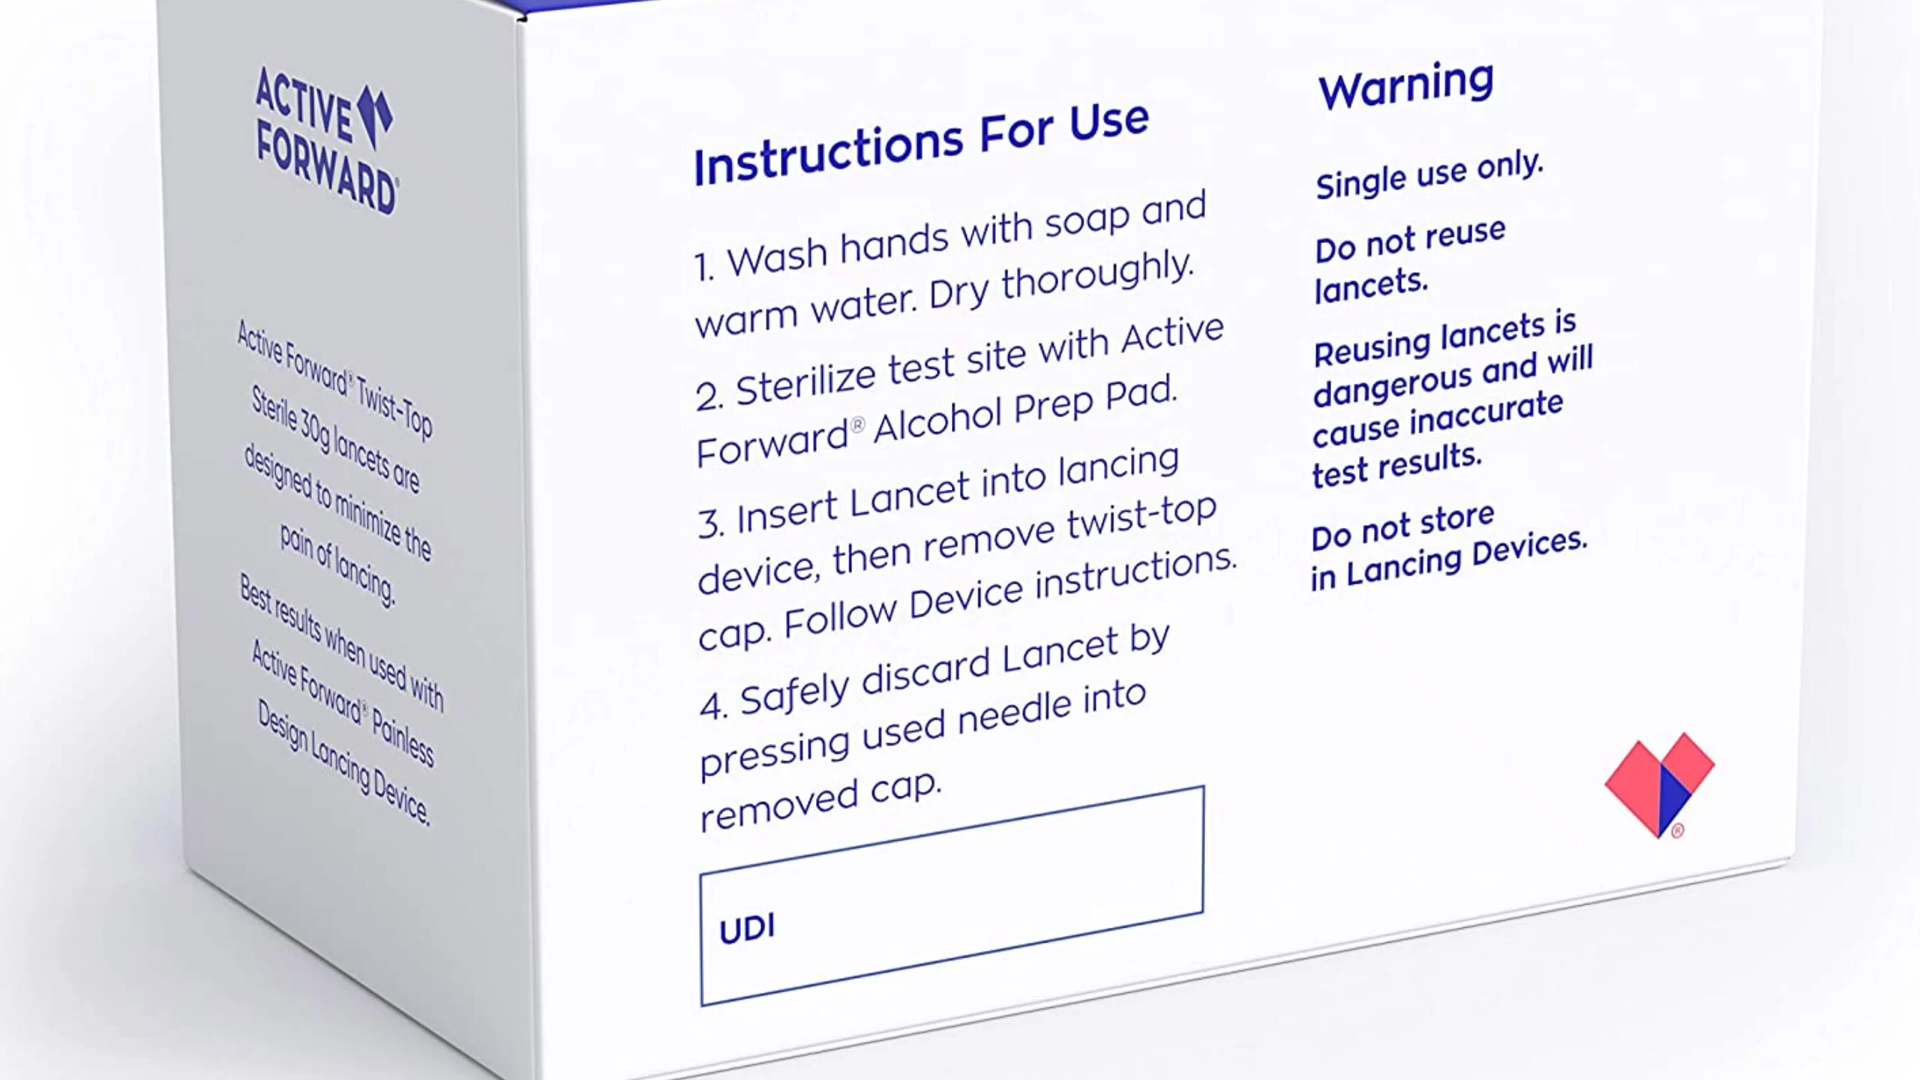 ACTIVE
FORWARD®
Active Forward® Twist-Top
Sterile 30g lancets are
designed to minimize the
pain of lancing.
Best results when used with
Active Forward® Painless
Design Lancing Device.
Instructions For Use
1. Wash hands with soap and
warm water. Dry thoroughly.
2. Sterilize test site with Active
Forward® Alcohol Prep Pad.
3. Insert Lancet into lancing
device, then remove twist-top
cap. Follow Device instructions.
4. Safely discard Lancet by
pressing used needle into
removed cap.
UDI
Warning
Single use only.
Do not reuse
lancets.
Reusing lancets is
dangerous and will
cause inaccurate
test results.
Do not store
in Lancing Devices.
®